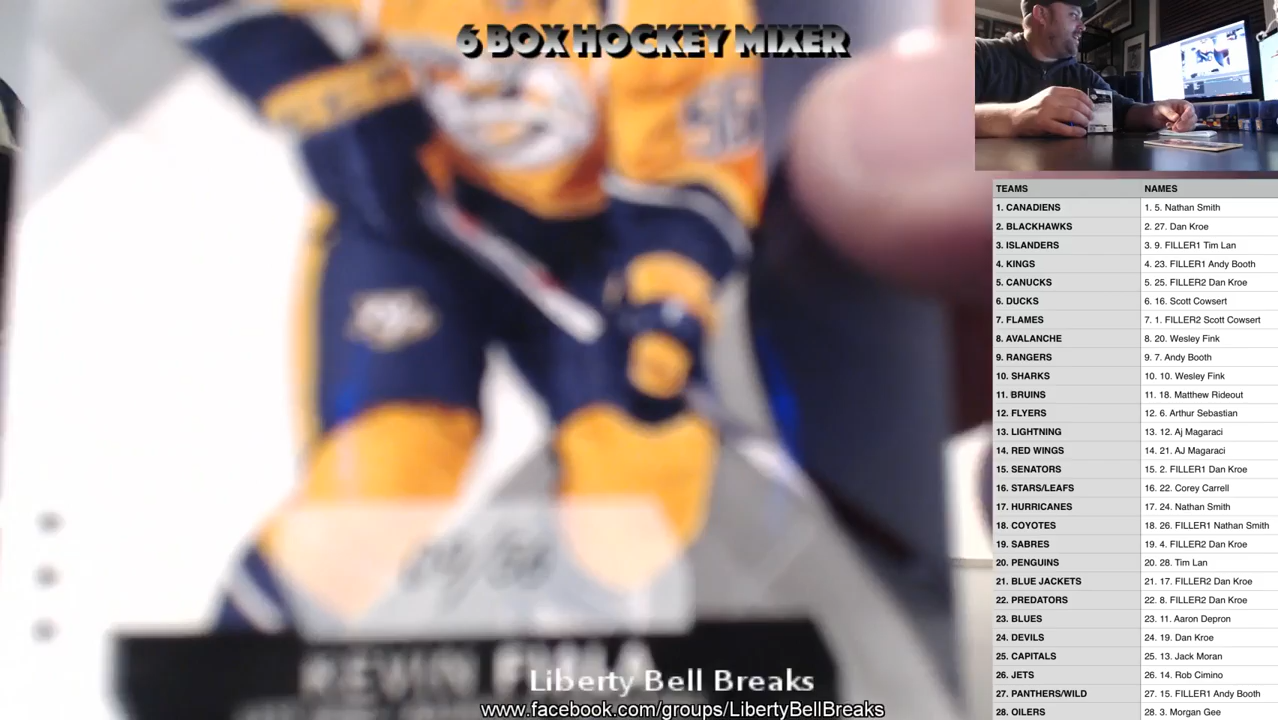 6 BOX HOCKEY MIXER
TEAMS NAMES
1. CANADIENS 1. 5. Nathan Smith
2. BLACKHAWKS 2. 27. Dan Kroe
3. ISLANDERS 3. 9. FILLER1 Tim Lan
4. KINGS 4. 23. FILLER1 Andy Booth
5. CANUCKS 5. 25. FILLER2 Dan Kroe
6. DUCKS 6. 16. Scott Cowsert
7. FLAMES 7. 1. FILLER2 Scott Cowsert
8. AVALANCHE 8. 20. Wesley Fink
9. RANGERS 9. 7. Andy Booth
10. SHARKS 10. 10. Wesley Fink
11. BRUINS 11. 18. Matthew Rideout
12. FLYERS 12. 6. Arthur Sebastian
13. LIGHTNING 13. 12. Aj Magaraci
14. RED WINGS 14. 21. AJ Magaraci
15. SENATORS 15. 2. FILLER1 Dan Kroe
16. STARS/LEAFS 16. 22. Corey Carrell
17. HURRICANES 17. 24. Nathan Smith
18. COYOTES 18. 26. FILLER1 Nathan Smith
19. SABRES 19. 4. FILLER2 Dan Kroe
20. PENGUINS 20. 28. Tim Lan
21. BLUE JACKETS 21. 17. FILLER2 Dan Kroe
22. PREDATORS 22. 8. FILLER2 Dan Kroe
23. BLUES 23. 11. Aaron Depron
24. DEVILS 24. 19. Dan Kroe
25. CAPITALS 25. 13. Jack Moran
26. JETS 26. 14. Rob Cimino
27. PANTHERS/WILD 27. 15. FILLER1 Andy Booth
28. OILERS 28. 3. Morgan Gee
KEVIN
Liberty Bell Breaks
www.facebook.com/groups/LibertyBellBreaks